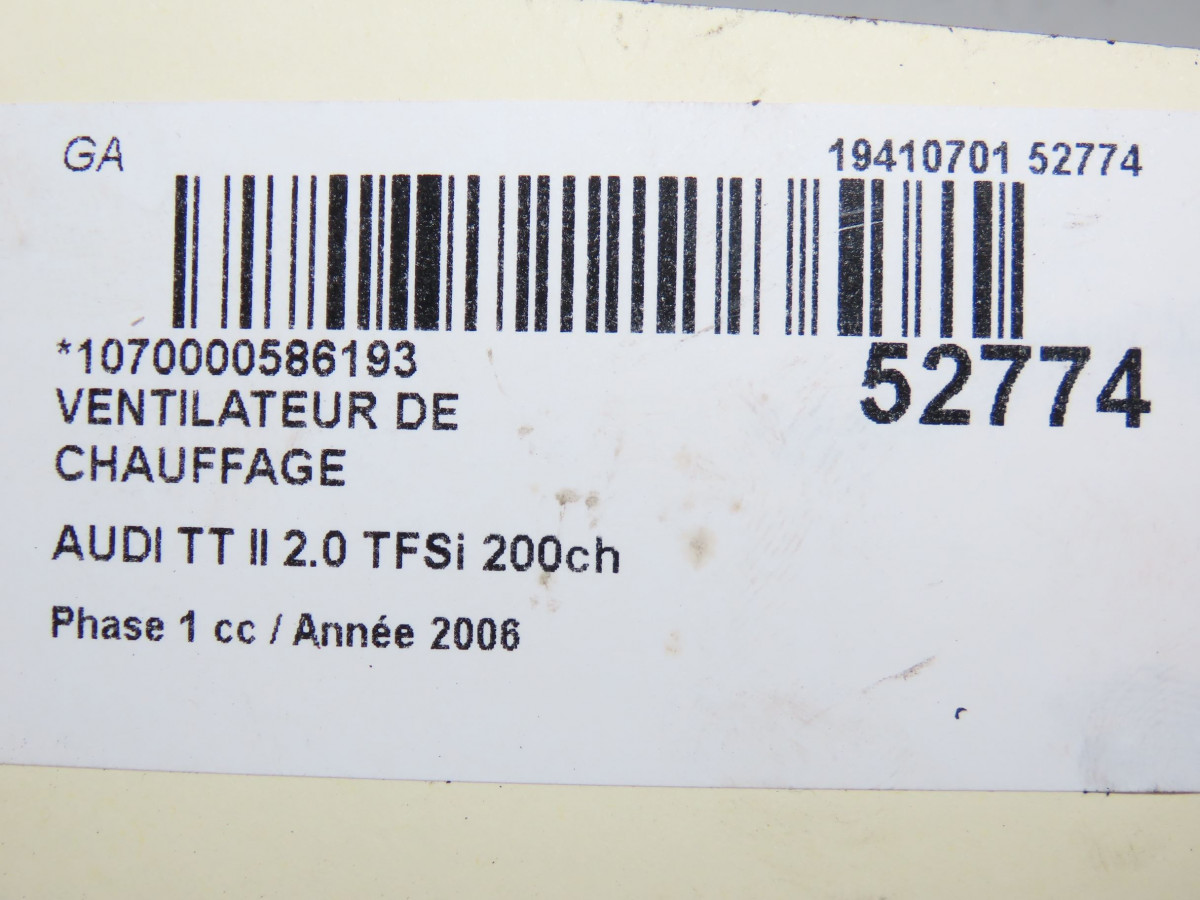 GA
19410701 52774
*1070000586193
52774
VENTILATEUR DE
CHAUFFAGE
AUDI TT II 2.0 TFSi 200ch
Phase 1 cc / Année 2006